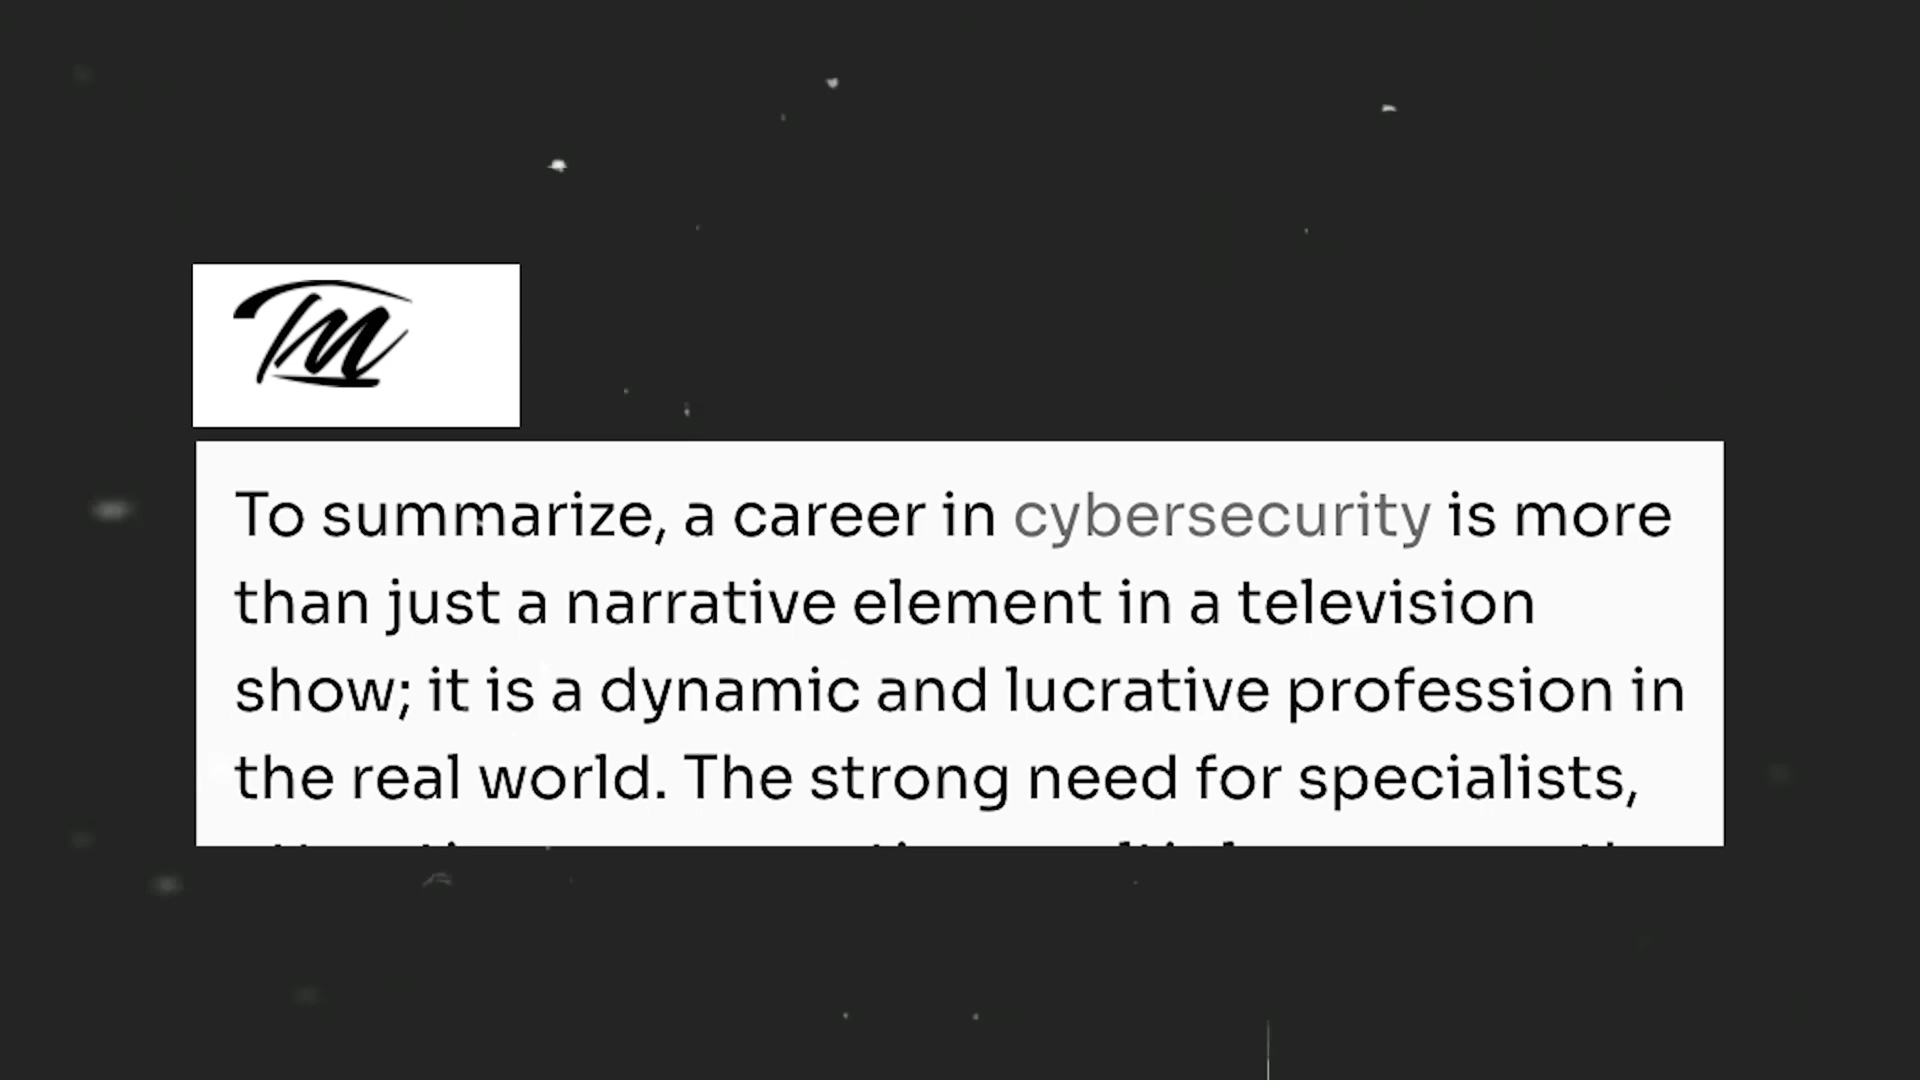 TM
To summarize, a career in cybersecurity is more
than just a narrative element in a television
show; it is a dynamic and lucrative profession in
the real world. The strong need for specialists,